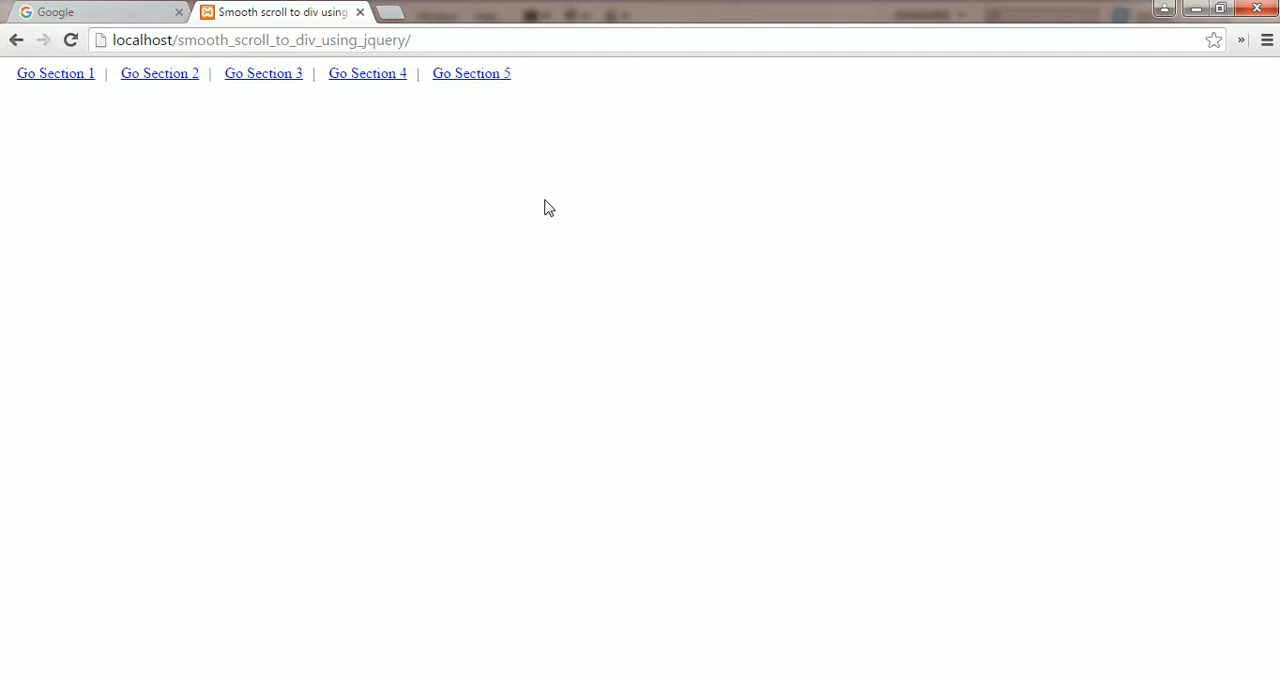 Google
Smooth scroll to div using
localhost/smooth_scroll_to_div_using_jquery/
Go Section 1 | Go Section 2 | Go Section 3 | Go Section 4 | Go Section 5